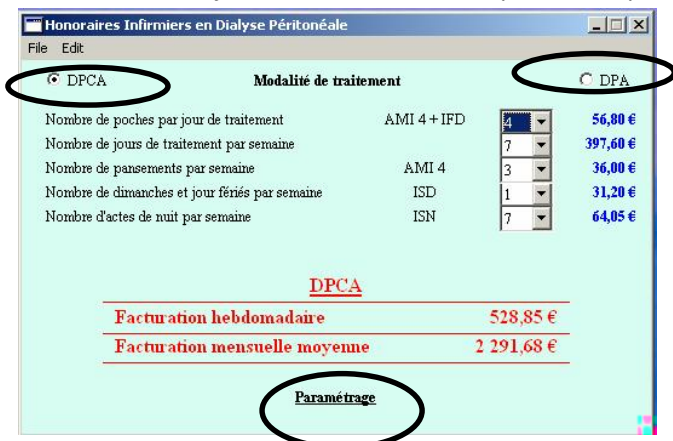 Honoraires Infirmiers en Dialyse Péritonéale
File Edit
DPCA Modalité de traitement DPA
Nombre de poches par jour de traitement AMI 4 + IFD 4 56,80 €
Nombre de jours de traitement par semaine 7 397,60 €
Nombre de pansements par semaine AMI 4 3 36,00 €
Nombre de dimanches et jour fériés par semaine ISD 1 31,20 €
Nombre d'actes de nuit par semaine ISN 7 64,05 €
DPCA
Facturation hebdomadaire 528,85 €
Facturation mensuelle moyenne 2 291,68 €
Paramétrage